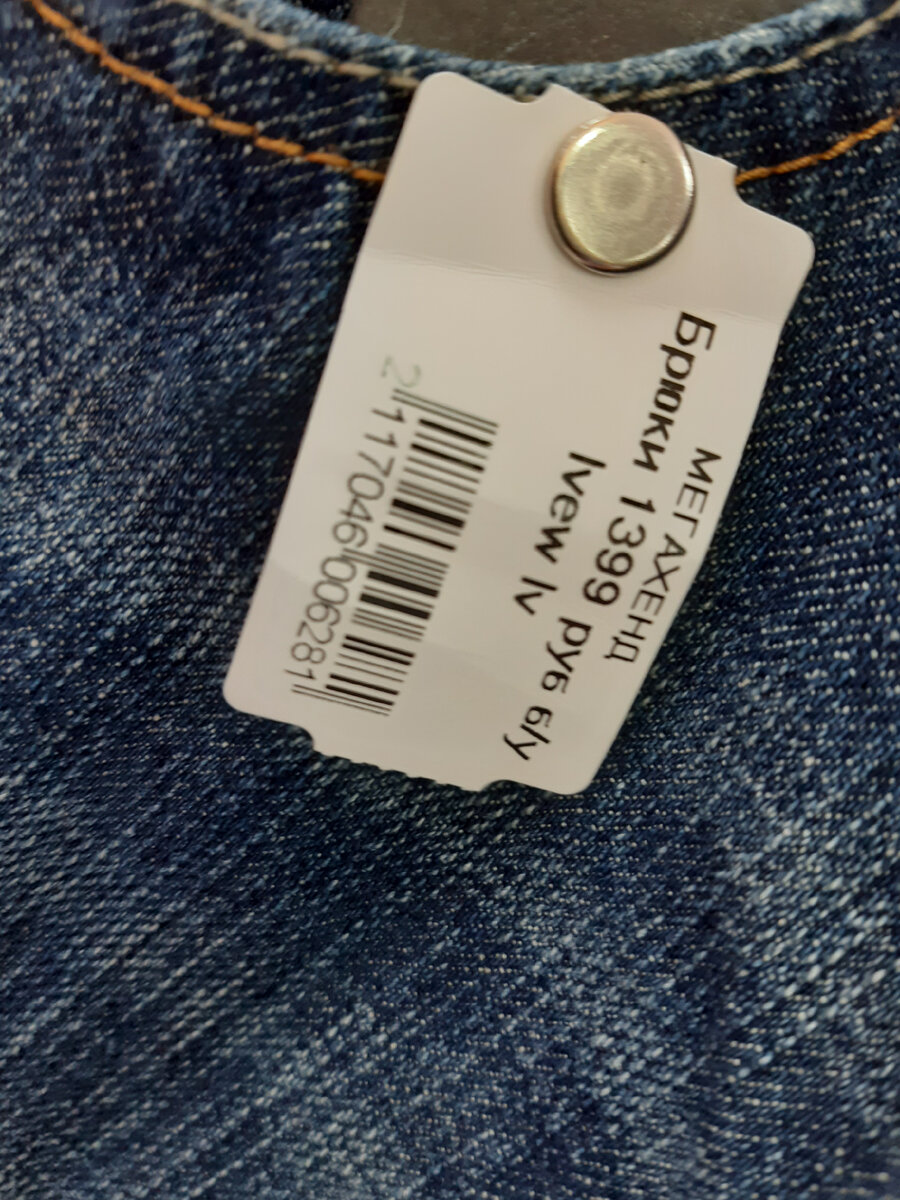 МЕГАХЕНД
Брюки 1399 руб б/у
lvew lv
2117046006281